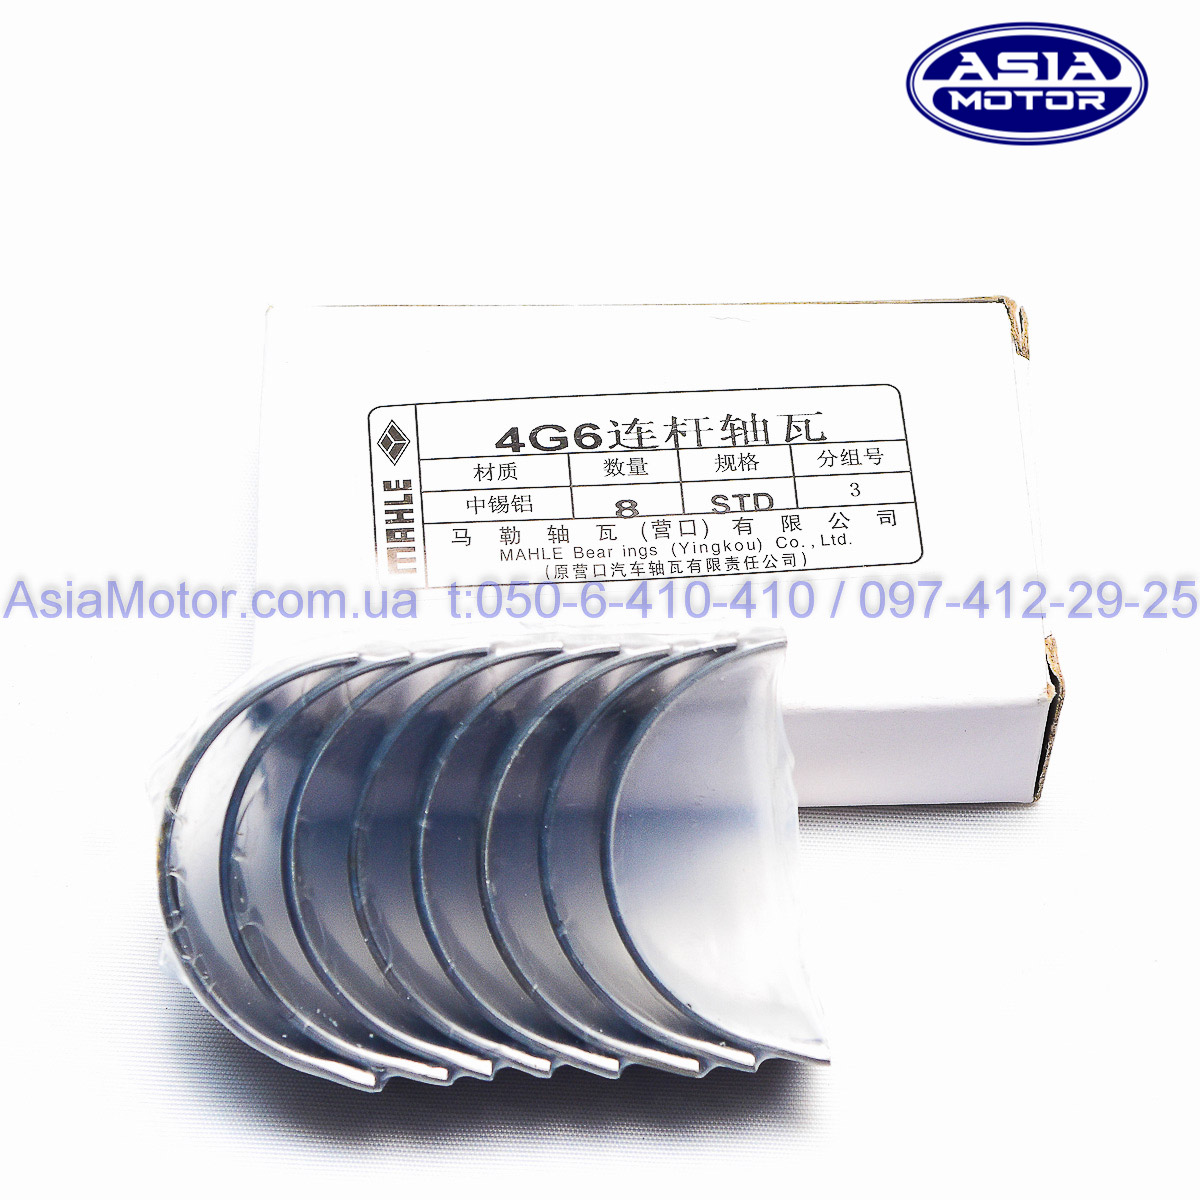 ASIA
MOTOR
4G6连杆轴瓦
材质 数量 规格 分组号
中锡铝 8 STD 3
MAHLE
马勒轴瓦(营口)有限公司
MAHLE Bearings (Yingkou) Co., Ltd.
(原营口汽车轴瓦有限责任公司)
AsiaMotor.com.ua t:050-6-410-410 / 097-412-29-25